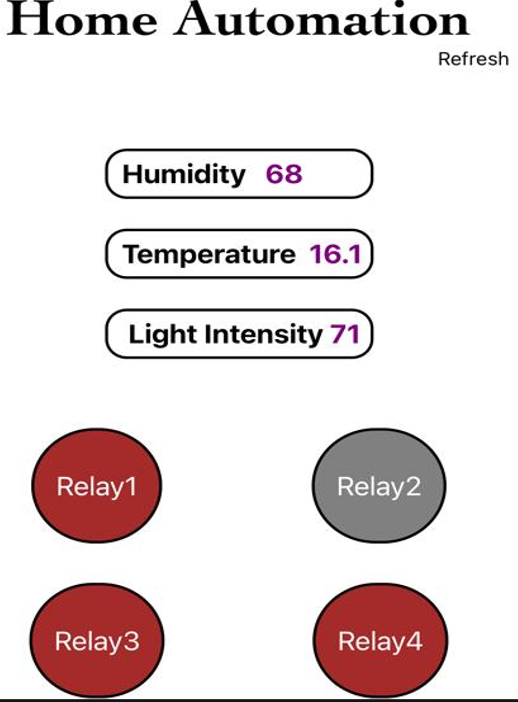 Home Automation
Refresh
Humidity 68
Temperature 16.1
Light Intensity 71
Relay1 Relay2
Relay3 Relay4